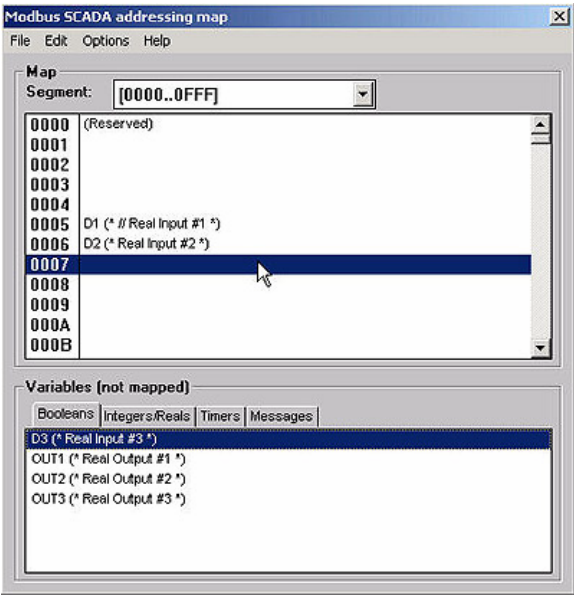 Modbus SCADA addressing map
File Edit Options Help
Map
Segment: [0000..0FFF]
0000 (Reserved)
0001
0002
0003
0004
0005 D1 (* // Real Input #1 *)
0006 D2 (* Real Input #2 *)
0007
0008
0009
000A
000B
Variables (not mapped)
Booleans Integers/Reals Timers Messages
D3 (* Real Input #3 *)
OUT1 (* Real Output #1 *)
OUT2 (* Real Output #2 *)
OUT3 (* Real Output #3 *)